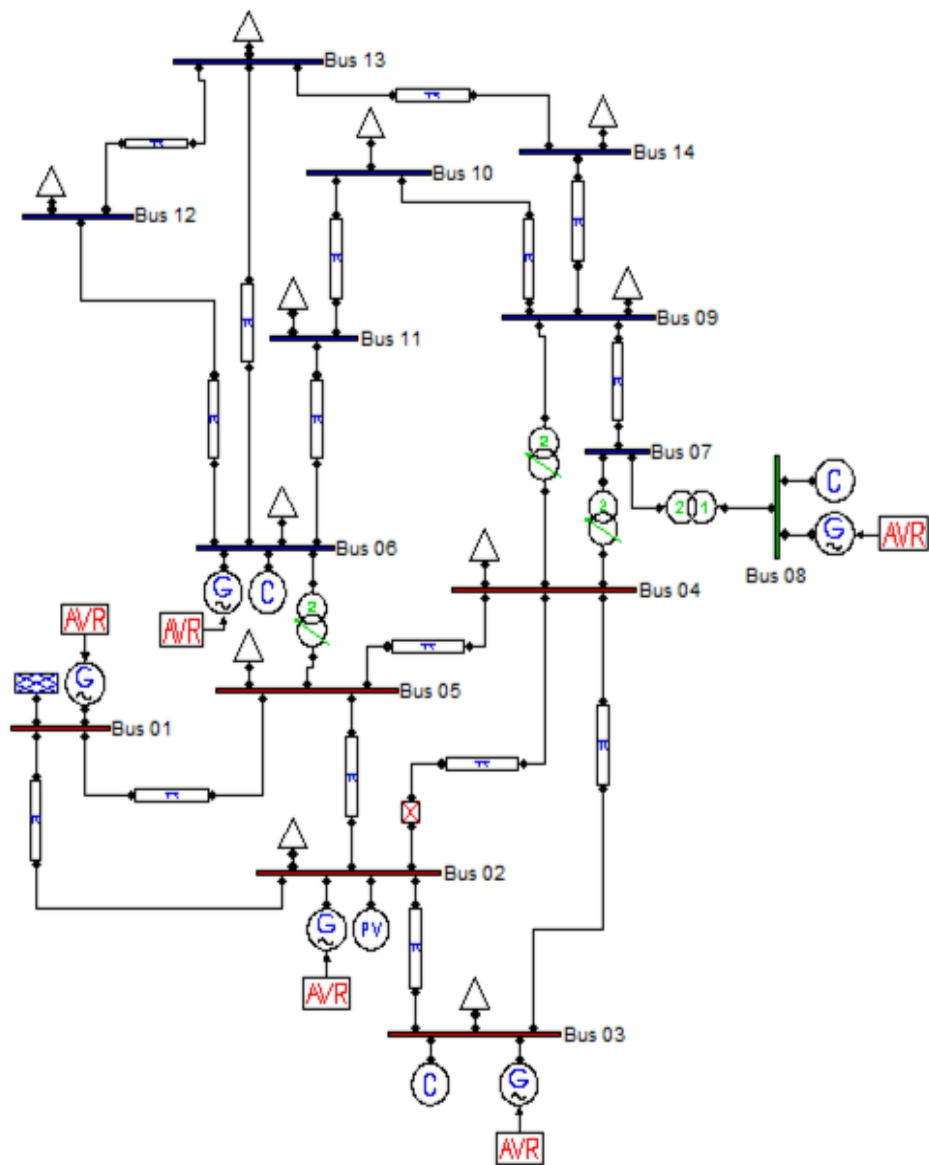 Bus 13
π
π
Bus 14
Bus 10
Bus 12
π
π
π
π
Bus 09
Bus 11
π
π
π
2
Bus 07
2
2 1
C
G
AVR
Bus 08
Bus 06
G
C
AVR
2
Bus 04
AVR
G
π
Bus 05
Bus 01
π
π
π
π
π
Bus 02
G
PV
AVR
π
Bus 03
C
G
AVR